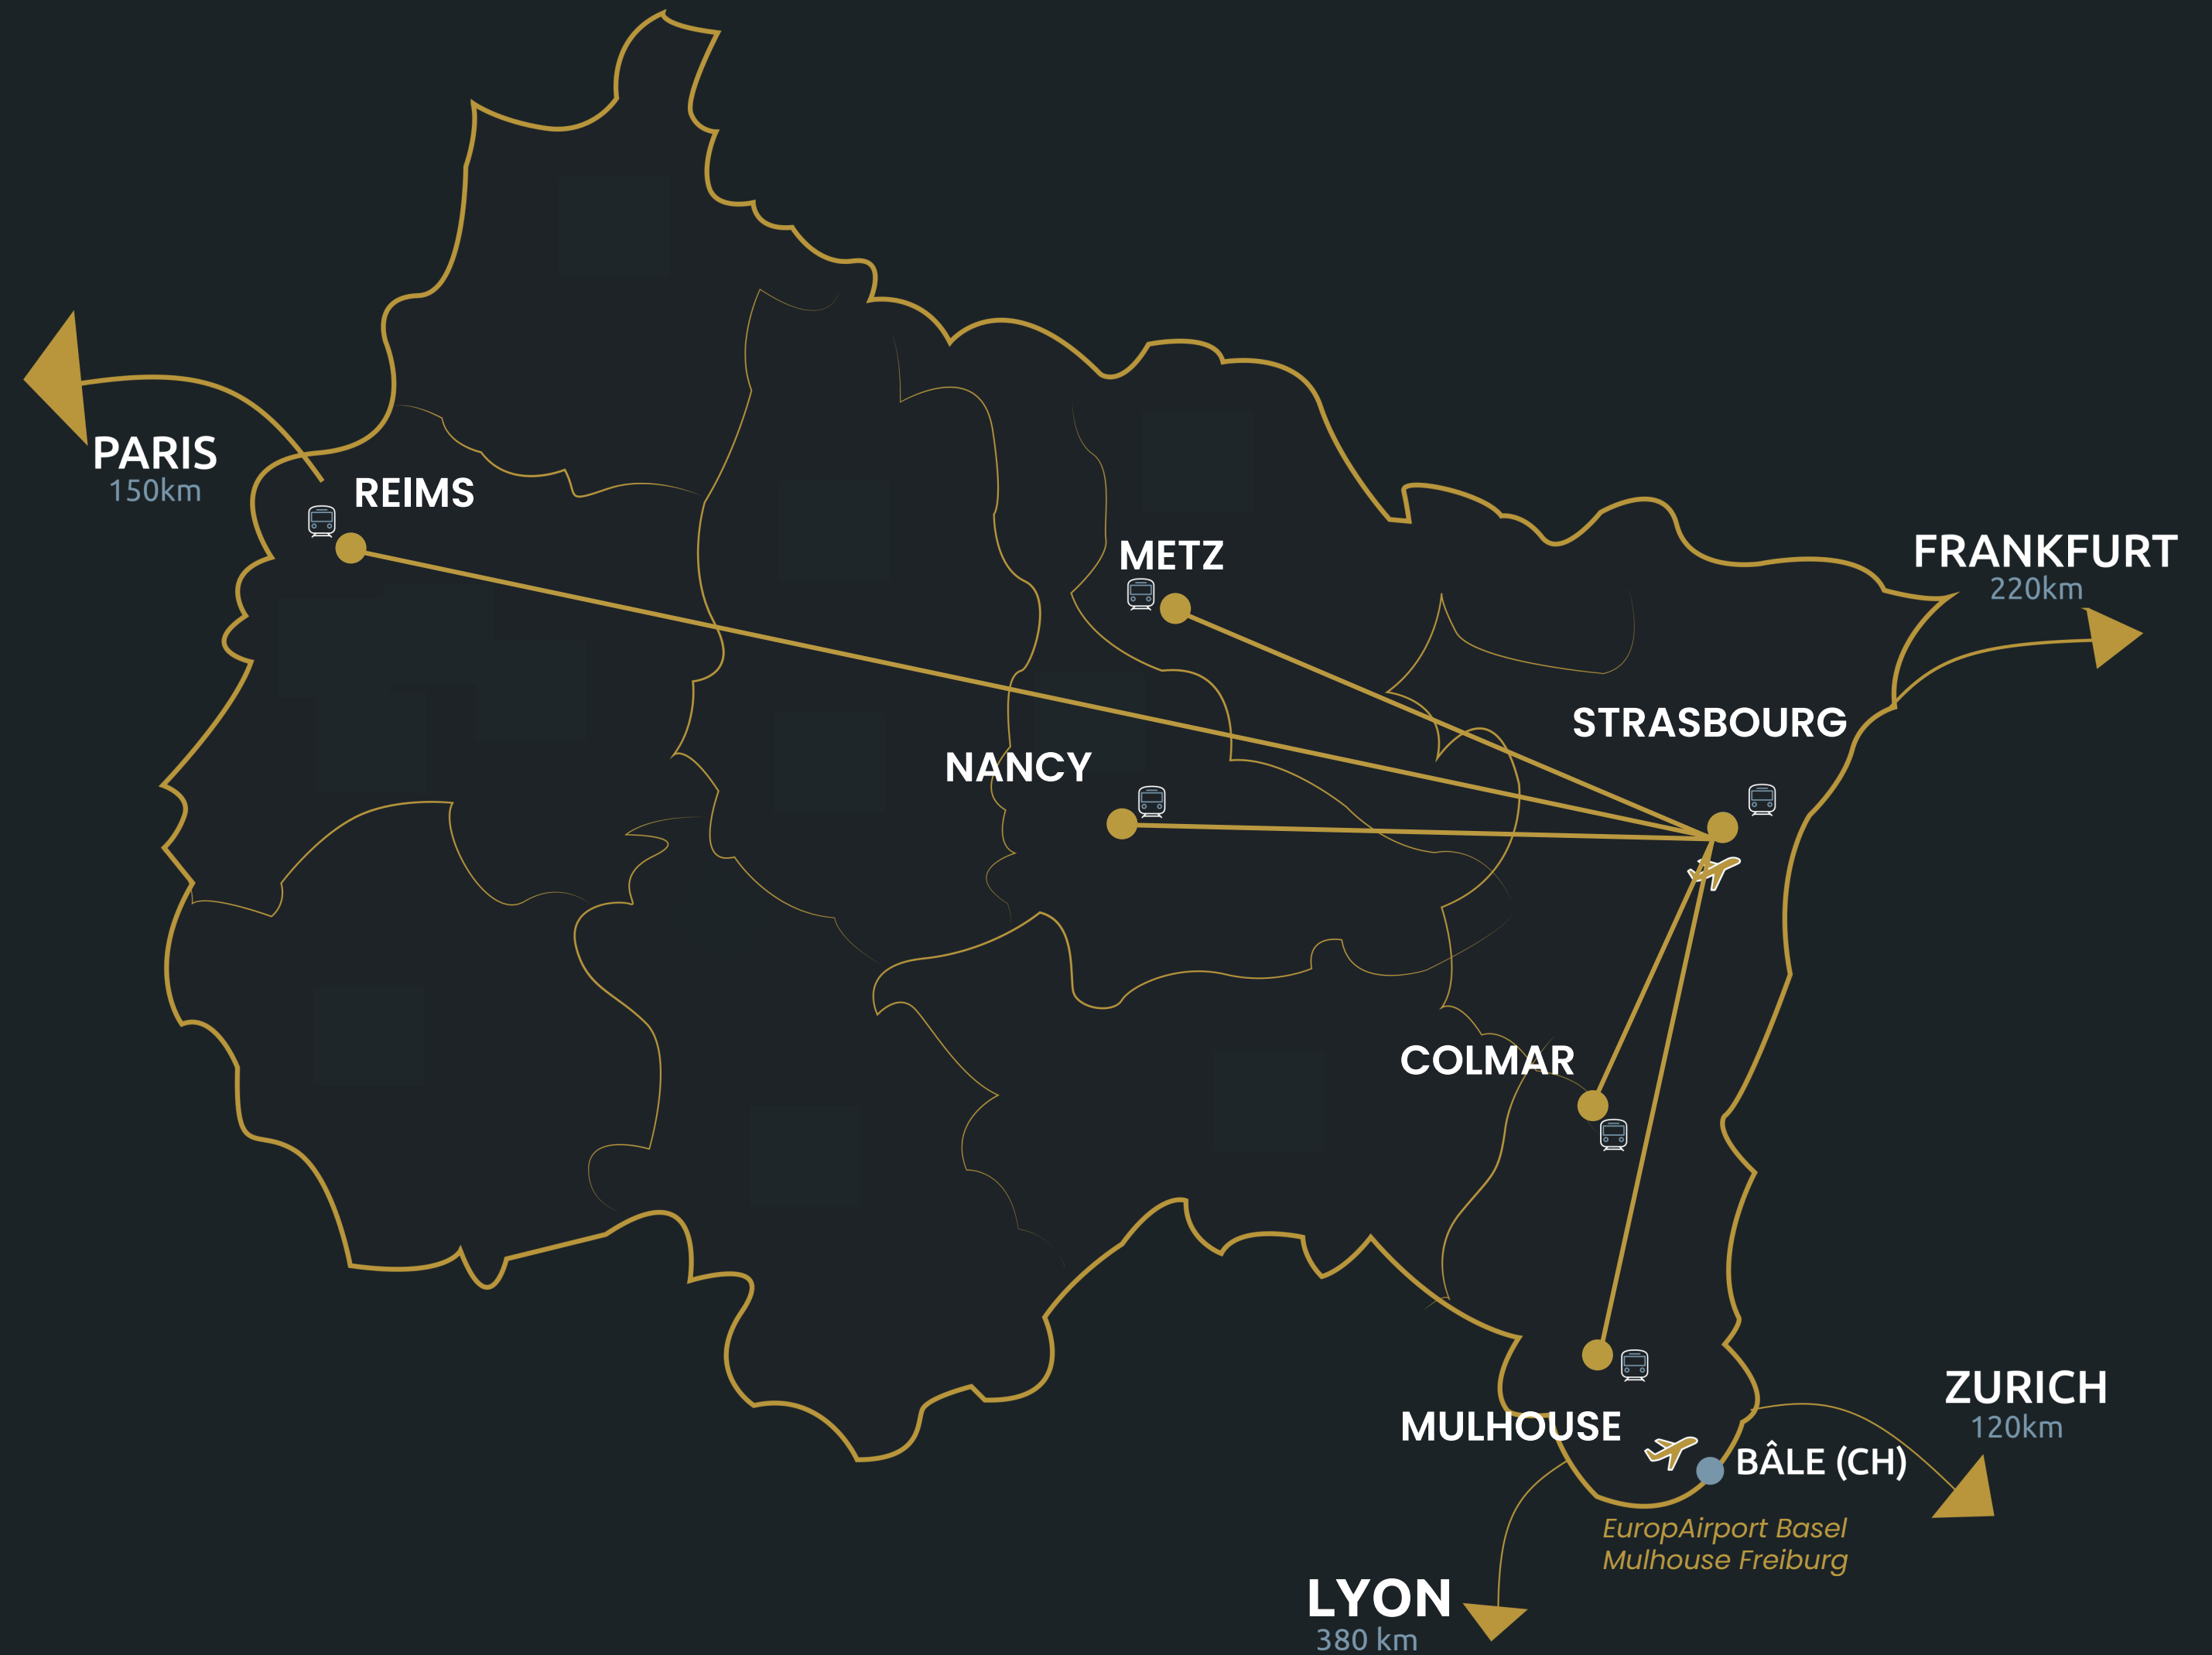 PARIS
150km
REIMS
METZ
FRANKFURT
220km
STRASBOURG
NANCY
COLMAR
MULHOUSE
ZURICH
120km
BÂLE (CH)
EuropAirport Basel
Mulhouse Freiburg
LYON
380 km